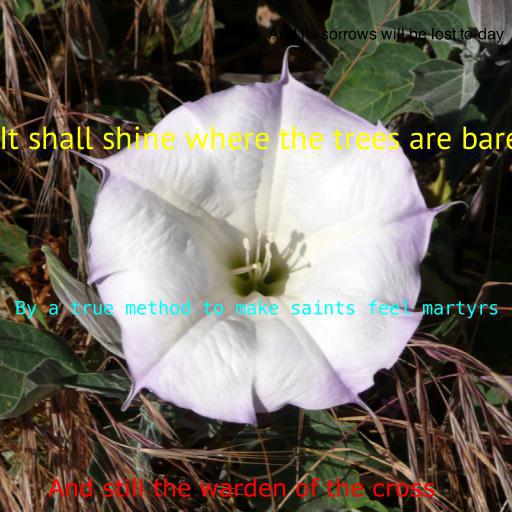 And its sorrows will be lost to-day
It shall shine where the trees are bare
By a true method to make saints feel martyrs
And still the warden of the cross